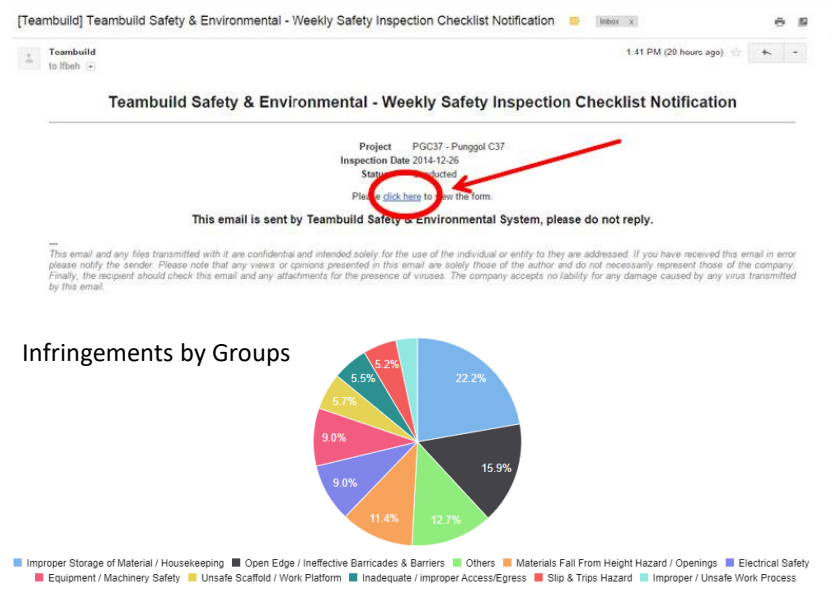 [Teambuild] Teambuild Safety & Environmental - Weekly Safety Inspection Checklist Notification
Inbox x
Teambuild
to lfbeh
1:41 PM (20 hours ago)
Teambuild Safety & Environmental - Weekly Safety Inspection Checklist Notification
Project PGC37 - Punggol C37
Inspection Date 2014-12-26
Status Conducted
Please click here to view the form.
This email is sent by Teambuild Safety & Environmental System, please do not reply.
---
This email and any files transmitted with it are confidential and intended solely for the use of the individual or entity to they are addressed. If you have received this email in error
please notify the sender. Please note that any views or opinions presented in this email are solely those of the author and do not necessarily represent those of the company.
Finally, the recipient should check this email and any attachments for the presence of viruses. The company accepts no liability for any damage caused by any virus transmitted
by this email.
Infringements by Groups
5.2%
22.2%
5.5%
5.7%
9.0%
15.9%
9.0%
11.4%
12.7%
Improper Storage of Material / Housekeeping Open Edge / Ineffective Barricades & Barriers Others Materials Fall From Height Hazard / Openings Electrical Safety
Equipment / Machinery Safety Unsafe Scaffold / Work Platform Inadequate / improper Access/Egress Slip & Trips Hazard Improper / Unsafe Work Process